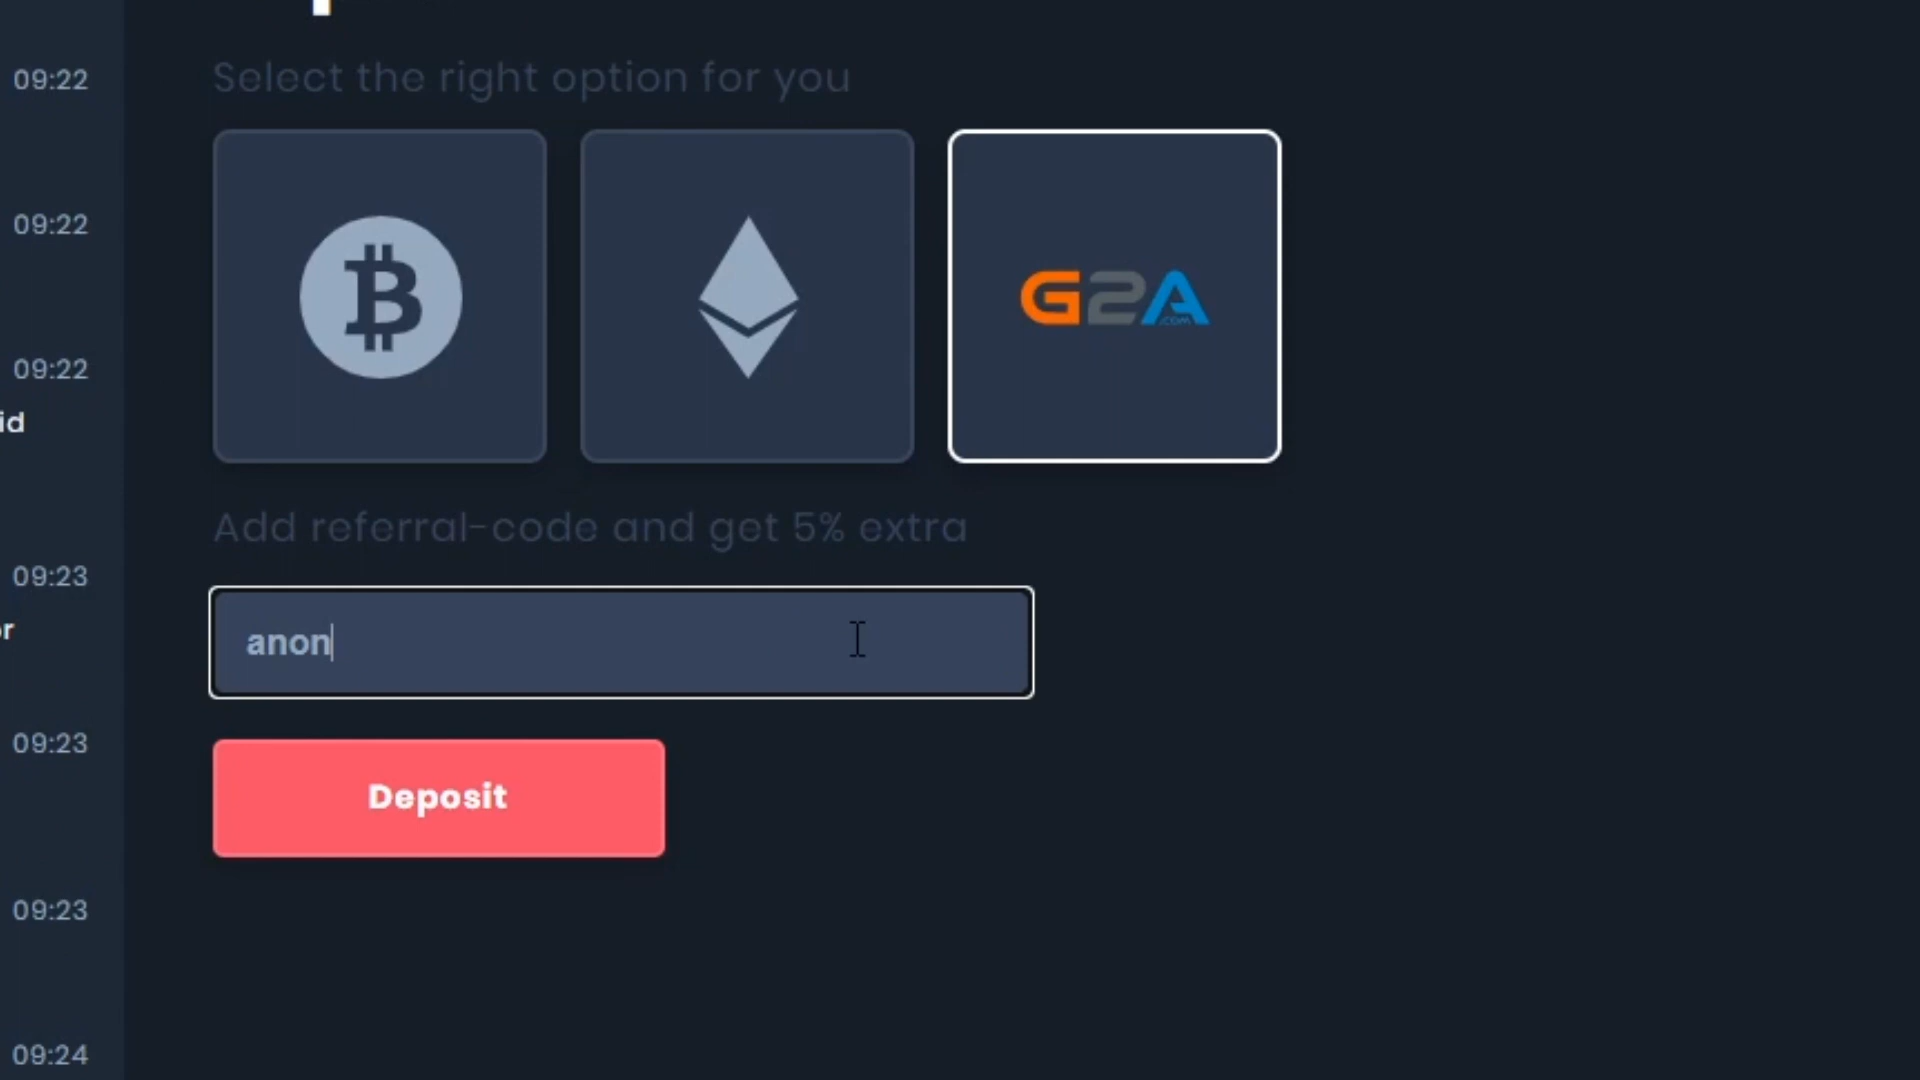 Select the right option for you
G2A
.COM
Add referral-code and get 5% extra
anon
Deposit
09:22
09:22
09:22
id
09:23
or
09:23
09:23
09:24